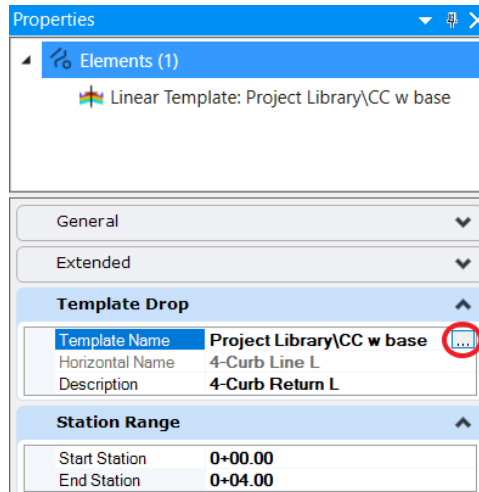 Properties
Elements (1)
Linear Template: Project Library\CC w base
General
Extended
Template Drop
Template Name Project Library\CC w base ...
Horizontal Name 4-Curb Line L
Description 4-Curb Return L
Station Range
Start Station 0+00.00
End Station 0+04.00